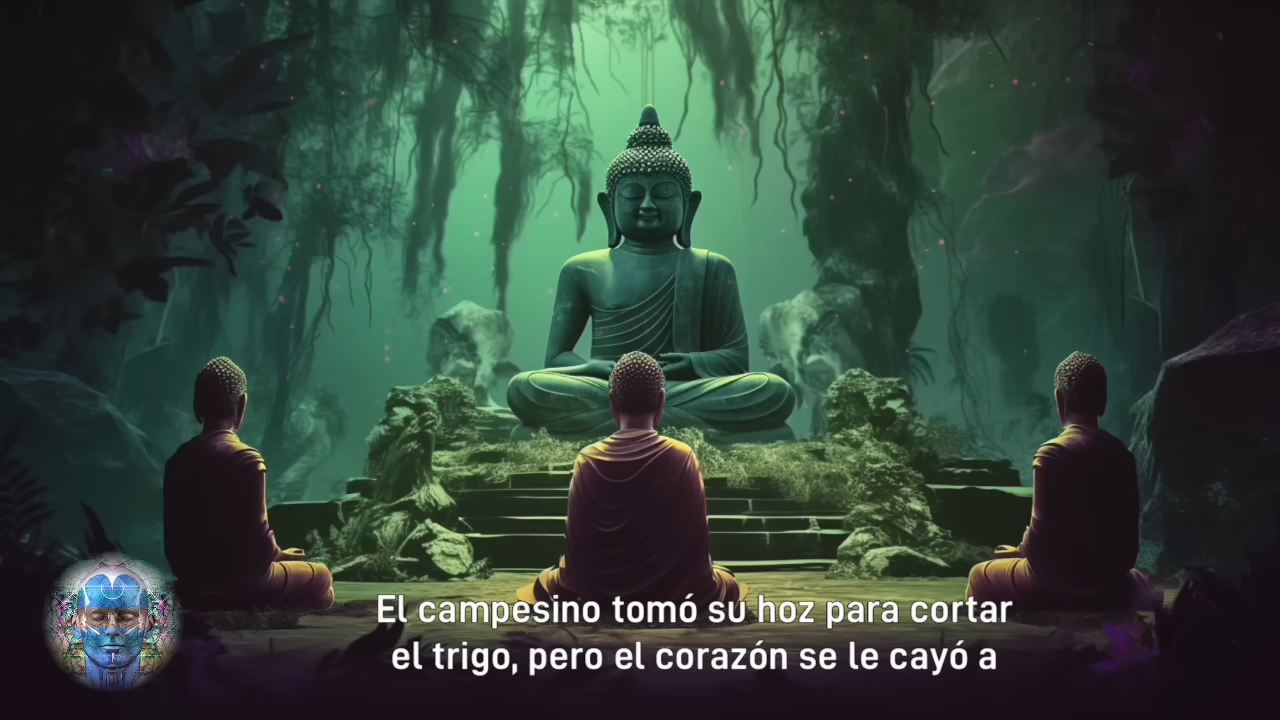 El campesino tomó su hoz para cortar
el trigo, pero el corazón se le cayó a